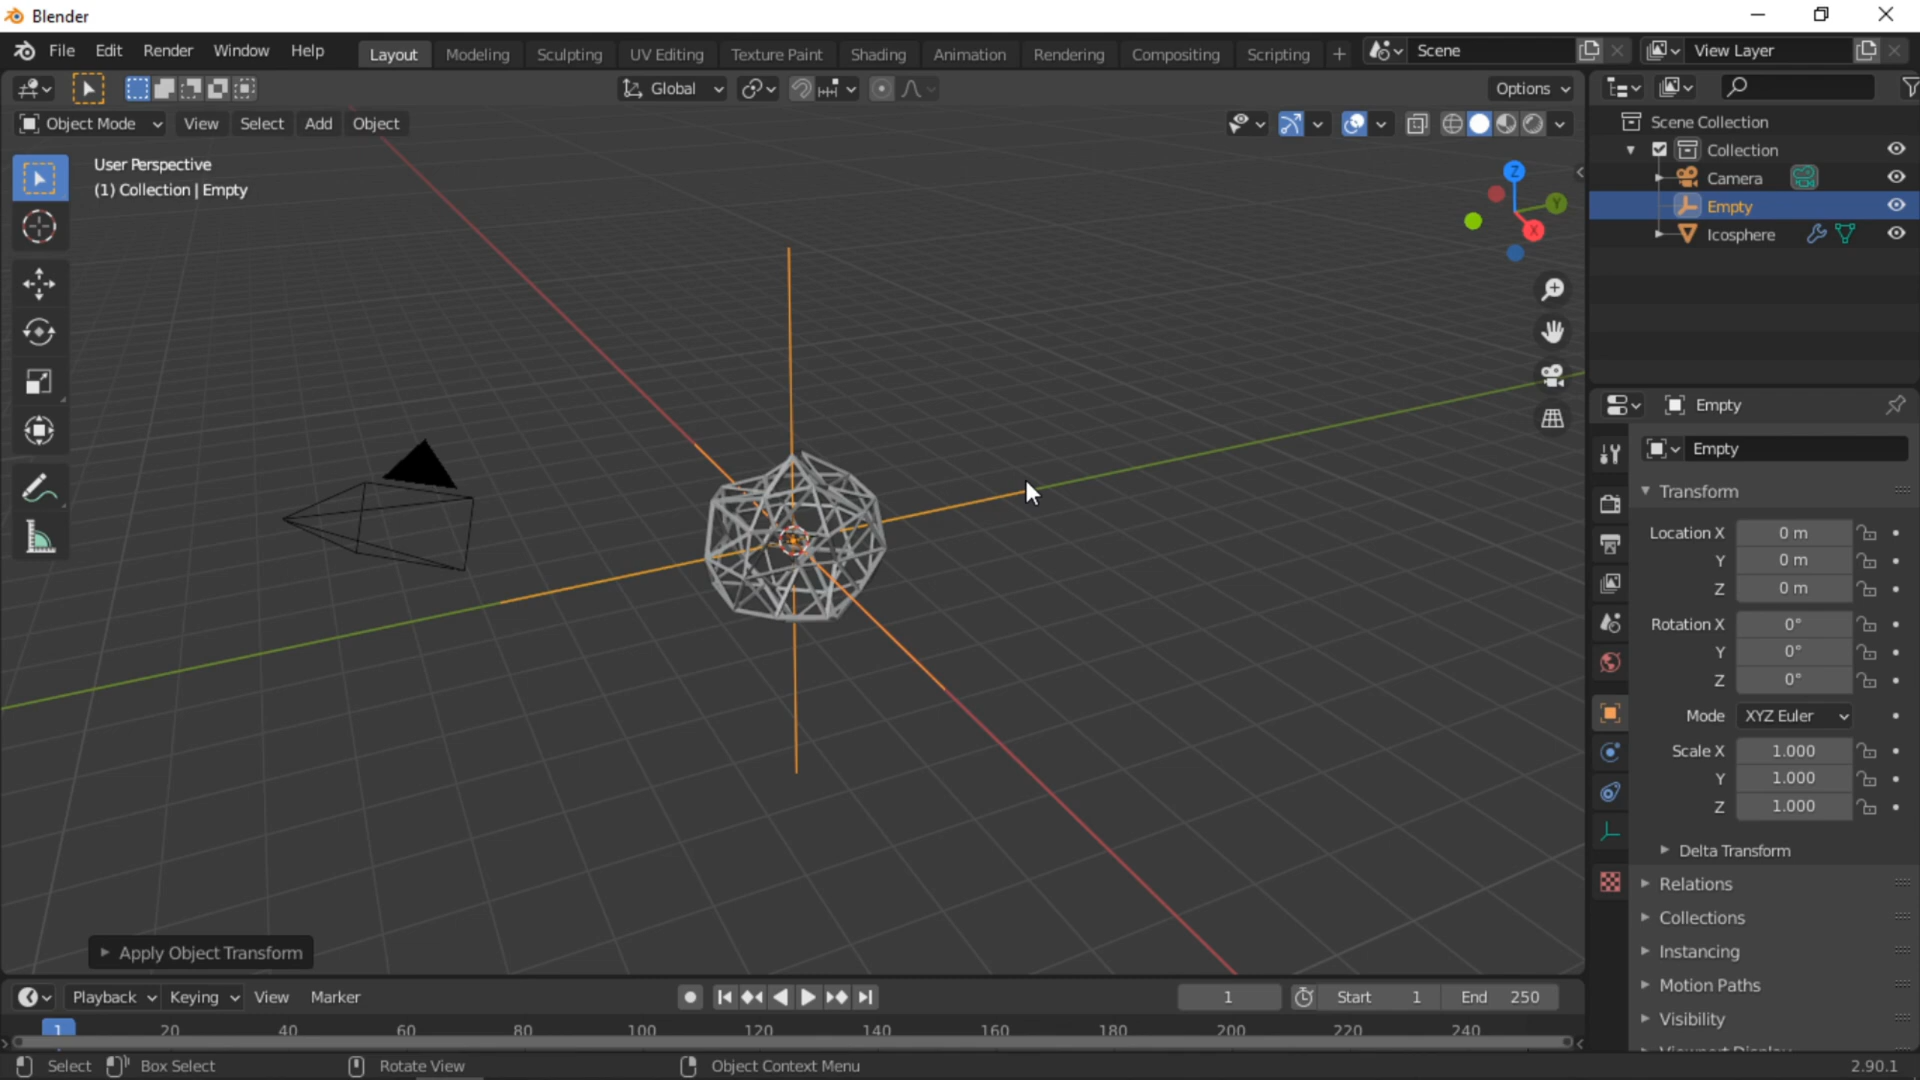 Blender
File Edit Render Window Help Layout Modeling Sculpting UV Editing Texture Paint Shading Animation Rendering Compositing Scripting + Scene View Layer
Global Options
Object Mode View Select Add Object
User Perspective
(1) Collection | Empty
Z
Y
X
Scene Collection
Collection
Camera
Empty
Icosphere
Empty
Empty
Transform
Location X 0 m
Y 0 m
Z 0 m
Rotation X 0°
Y 0°
Z 0°
Mode XYZ Euler
Scale X 1.000
Y 1.000
Z 1.000
Delta Transform
Relations
Collections
Instancing
Motion Paths
Visibility
Viewport Display
Apply Object Transform
Playback Keying View Marker 1 Start 1 End 250
1 20 40 60 80 100 120 140 160 180 200 220 240
Select Box Select Rotate View Object Context Menu 2.90.1